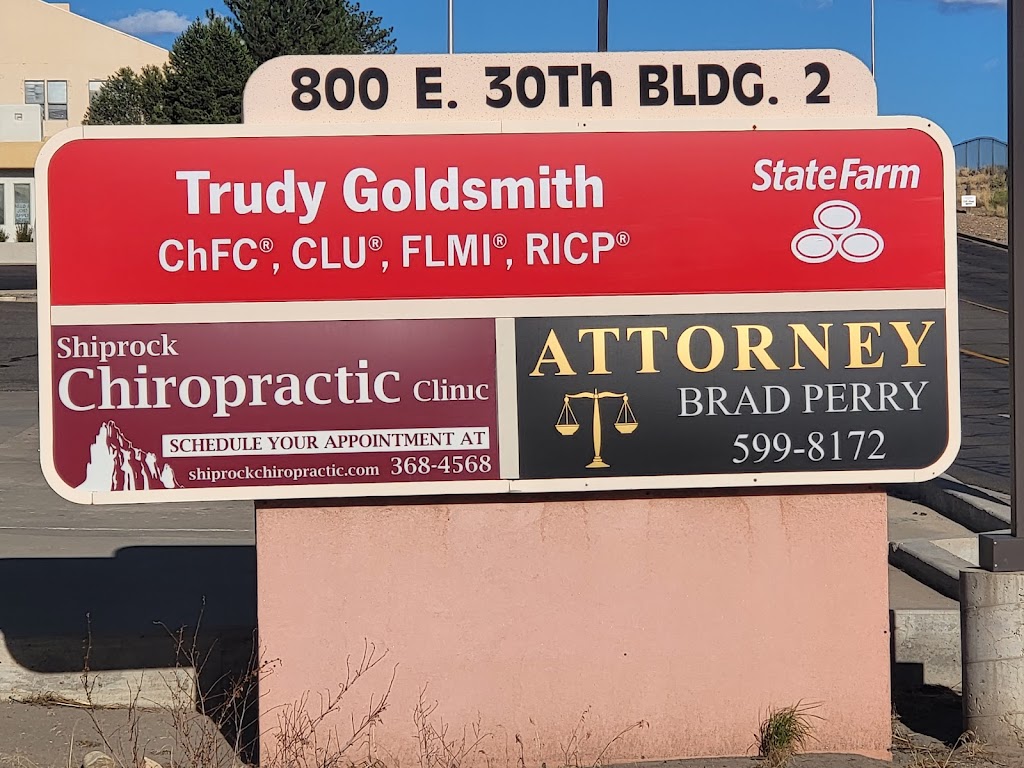 800 E. 30Th BLDG. 2
Trudy Goldsmith
ChFC®, CLU®, FLMI®, RICP®
StateFarm
Shiprock
Chiropractic Clinic
SCHEDULE YOUR APPOINTMENT AT
shiprockchiropractic.com 368-4568
ATTORNEY
BRAD PERRY
599-8172